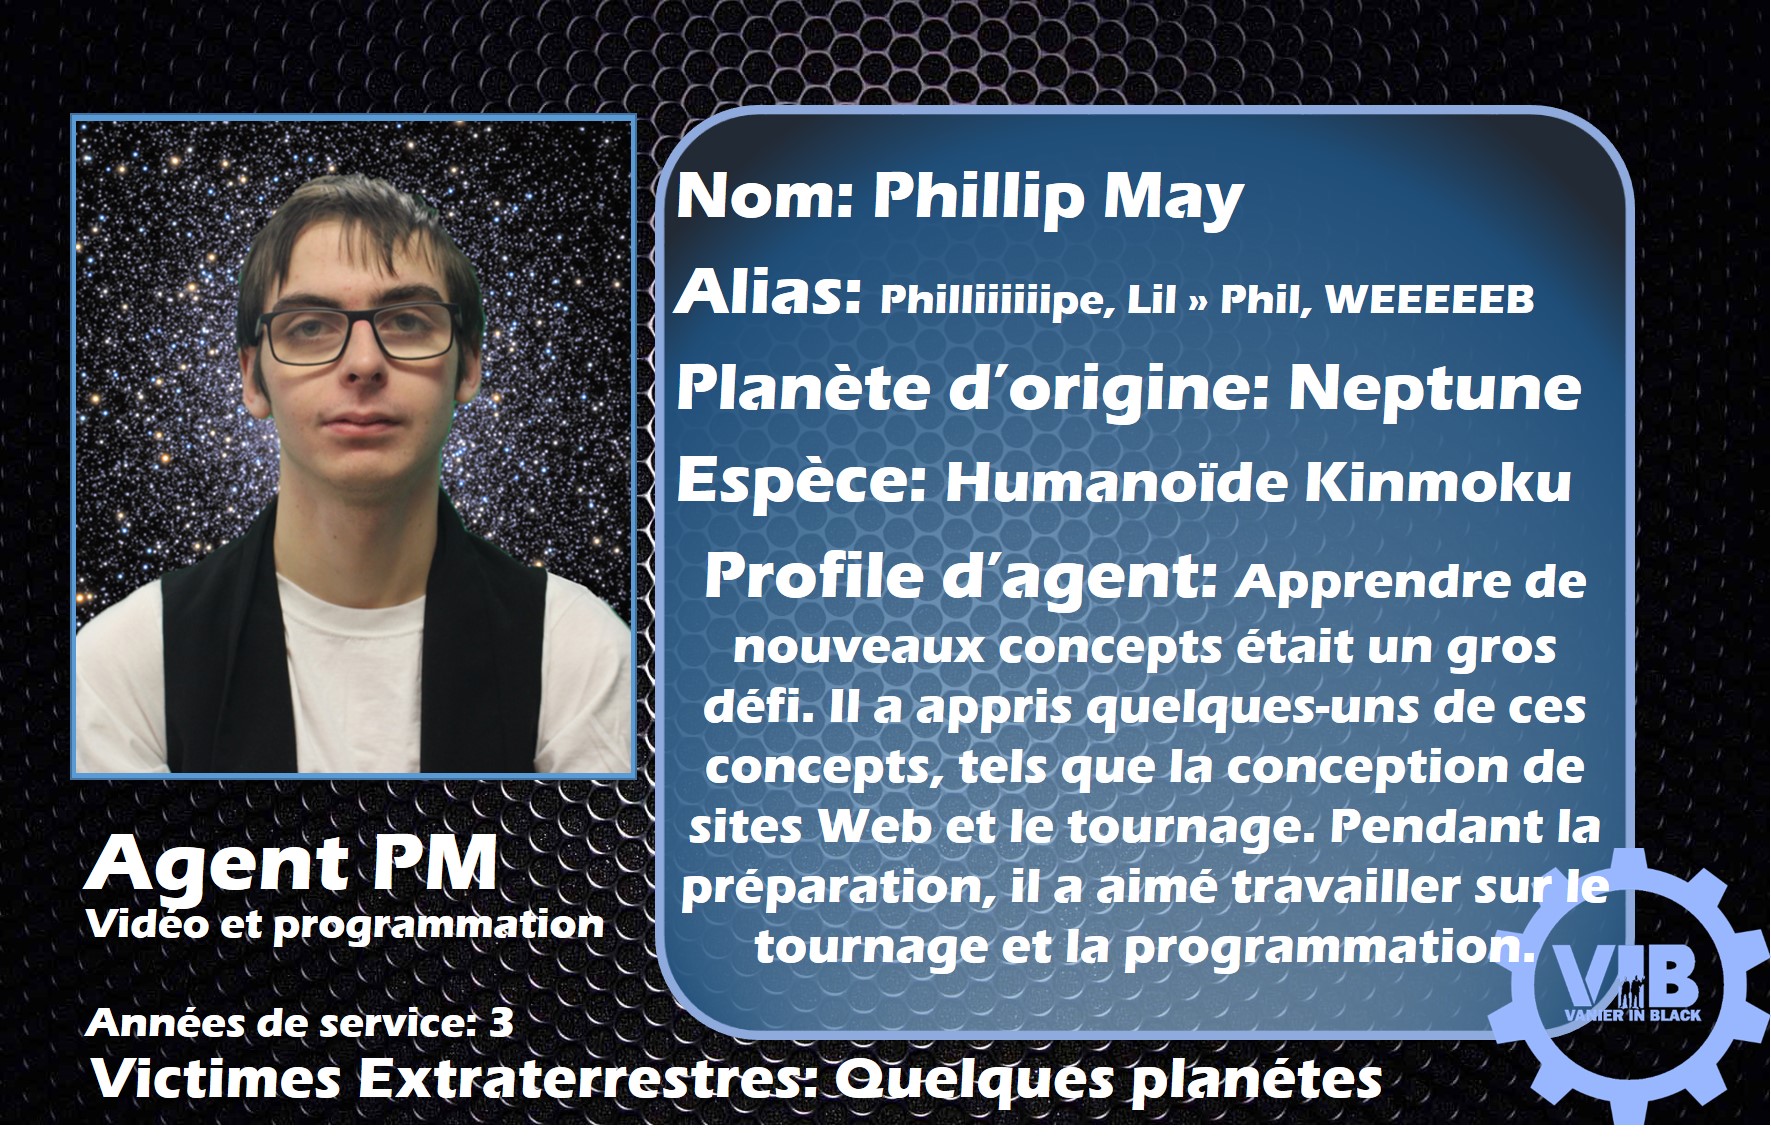 Nom: Phillip May
Alias: Philliiiiiipe, Lil » Phil, WEEEEEB
Planète d'origine: Neptune
Espèce: Humanoïde Kinmoku
Profile d'agent: Apprendre de
nouveaux concepts était un gros
défi. Il a appris quelques-uns de ces
concepts, tels que la conception de
sites Web et le tournage. Pendant la
préparation, il a aimé travailler sur le
tournage et la programmation.
Agent PM
Vidéo et programmation
Années de service: 3
Victimes Extraterrestres: Quelques planétes
VIB
VANIER IN BLACK